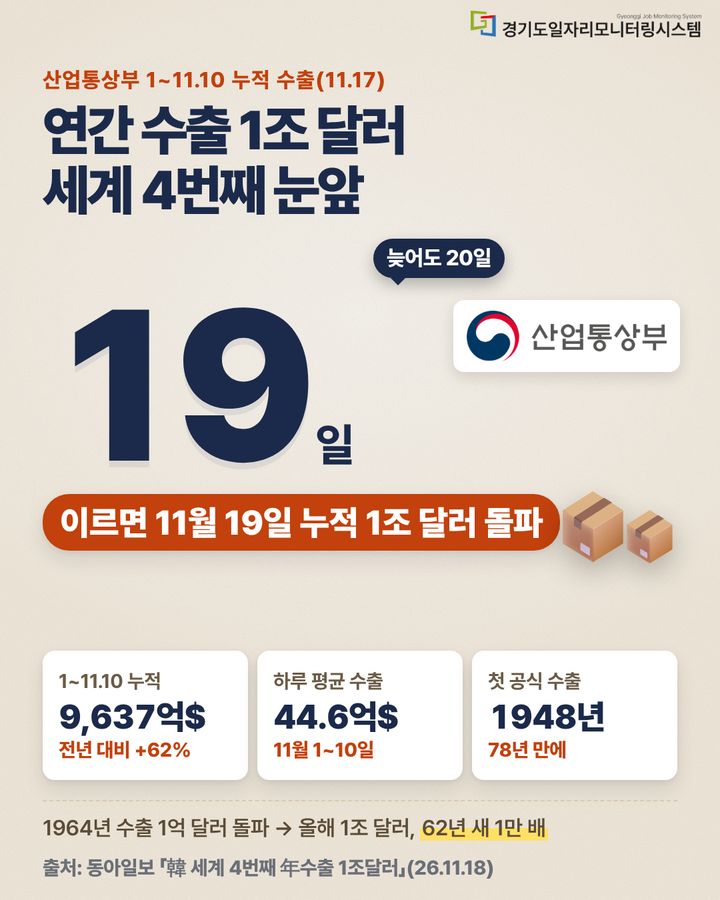 Gyeonggi Job Monitoring System
경기도일자리모니터링시스템
산업통상부 1~11.10 누적 수출(11.17)
연간 수출 1조 달러
세계 4번째 눈앞
늦어도 20일
19일
산업통상부
이르면 11월 19일 누적 1조 달러 돌파
1~11.10 누적
9,637억$
전년 대비 +62%
하루 평균 수출
44.6억$
11월 1~10일
첫 공식 수출
1948년
78년 만에
1964년 수출 1억 달러 돌파 → 올해 1조 달러, 62년 새 1만 배
출처: 동아일보 「韓 세계 4번째 年수출 1조달러」(26.11.18)